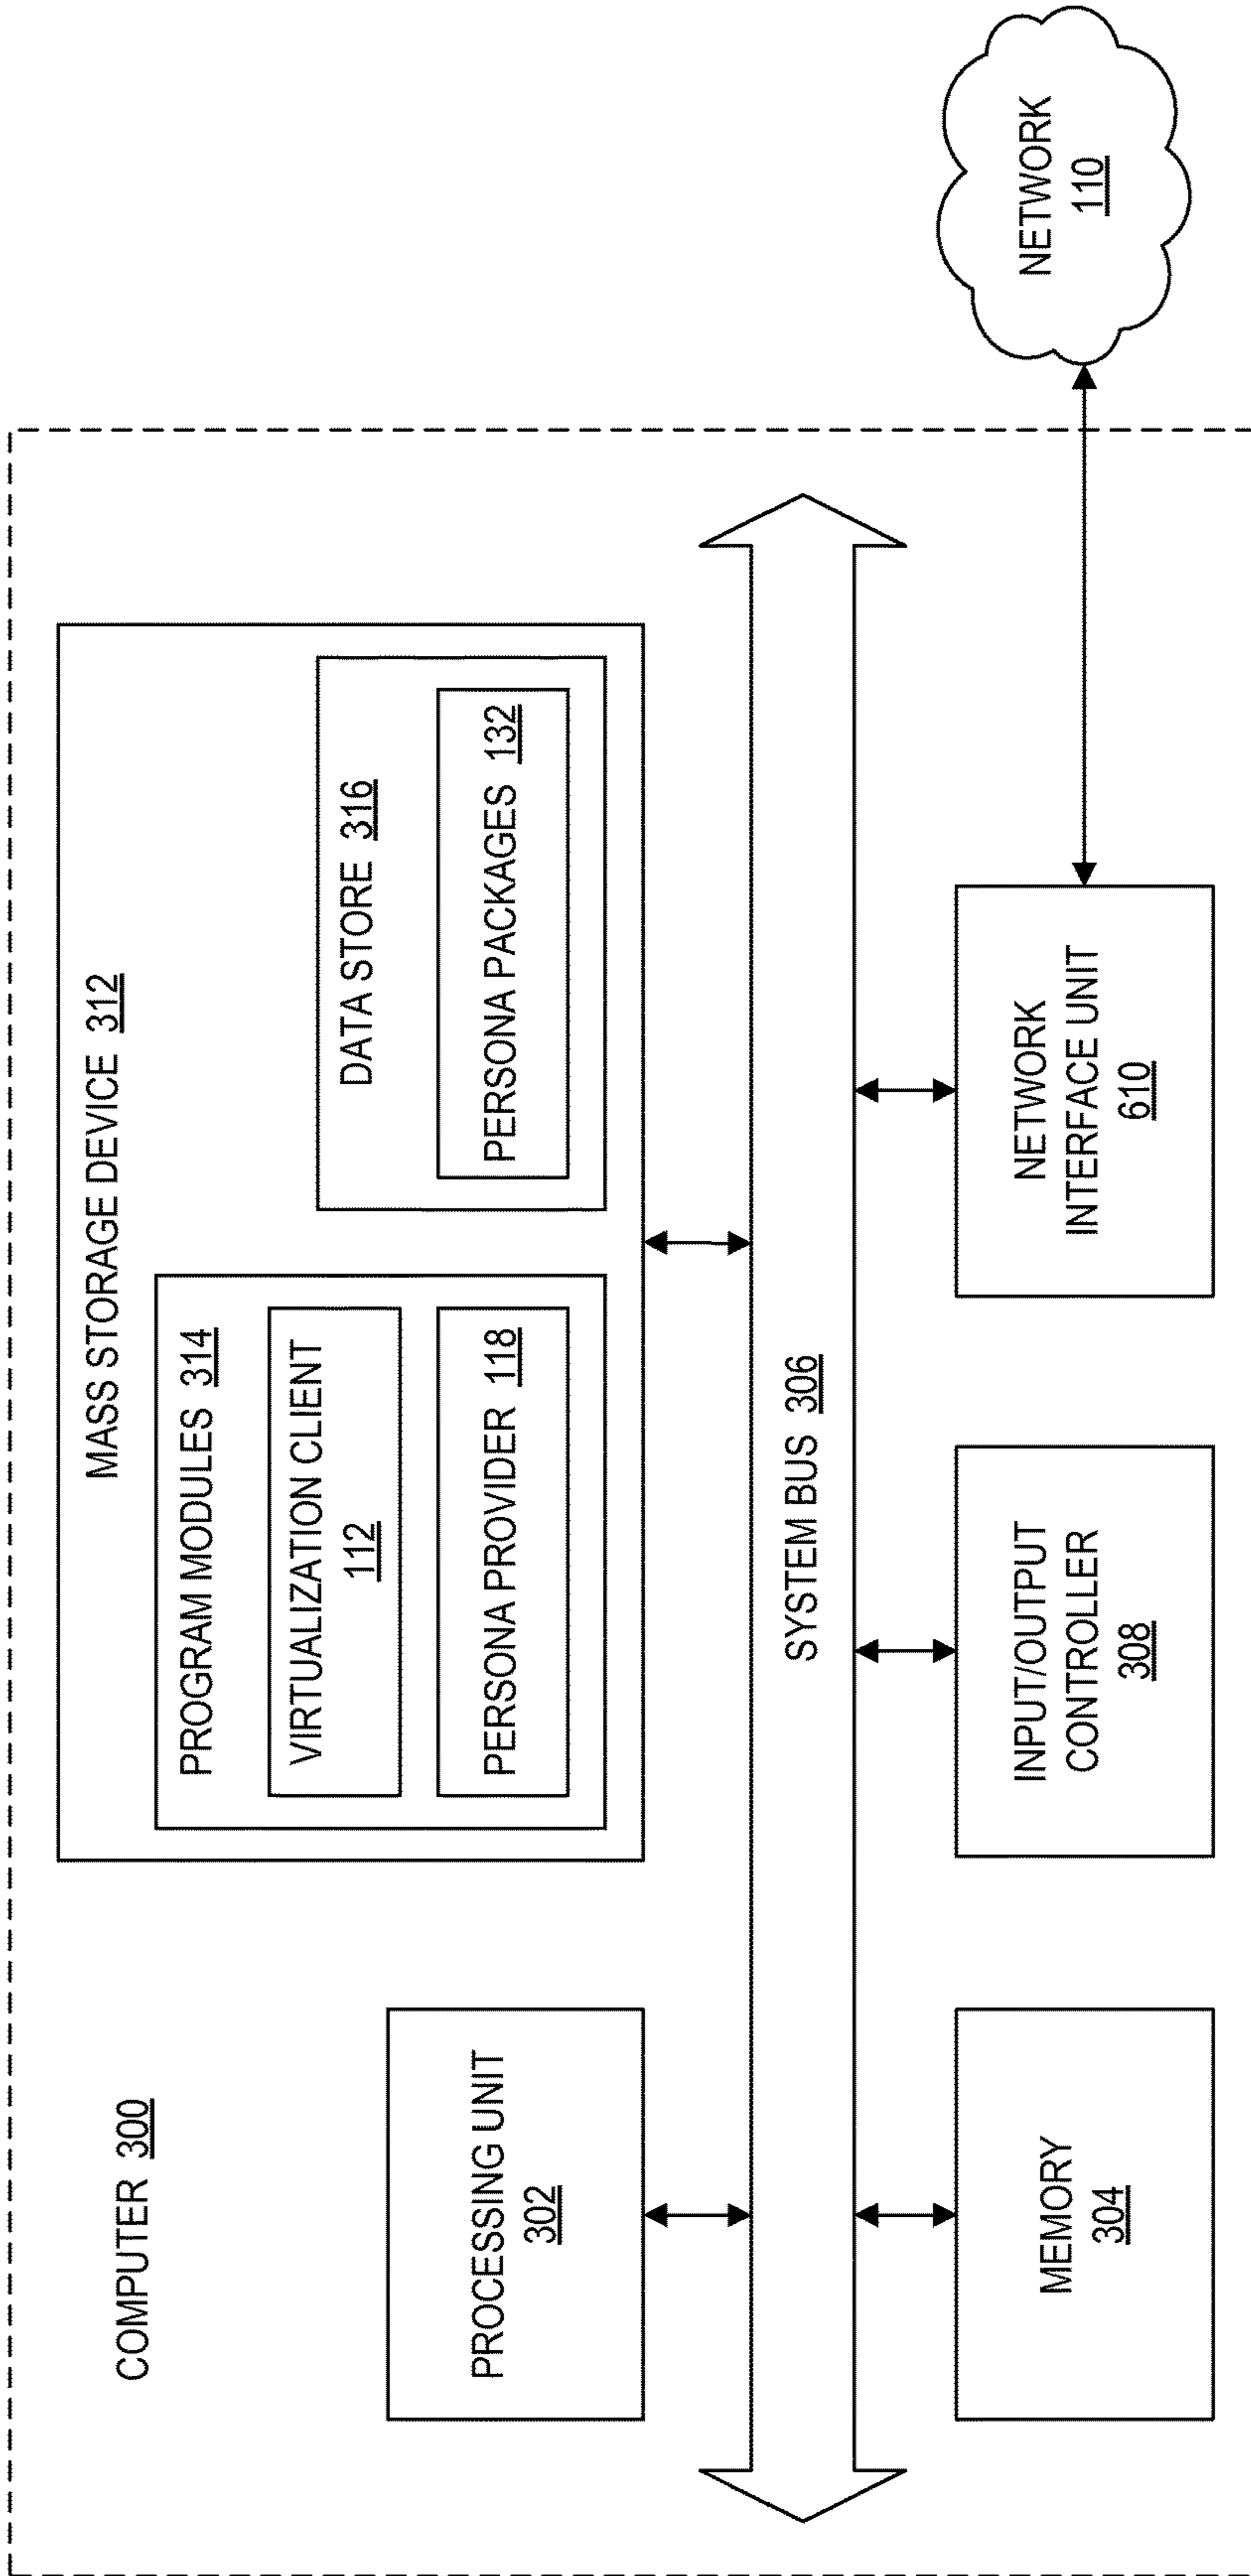 COMPUTER 300
MASS STORAGE DEVICE 312
PROGRAM MODULES 314
VIRTUALIZATION CLIENT
112
PERSONA PROVIDER 118
DATA STORE 316
PERSONA PACKAGES 132
PROCESSING UNIT
302
SYSTEM BUS 306
MEMORY
304
INPUT/OUTPUT
CONTROLLER
308
NETWORK
INTERFACE UNIT
610
NETWORK
110